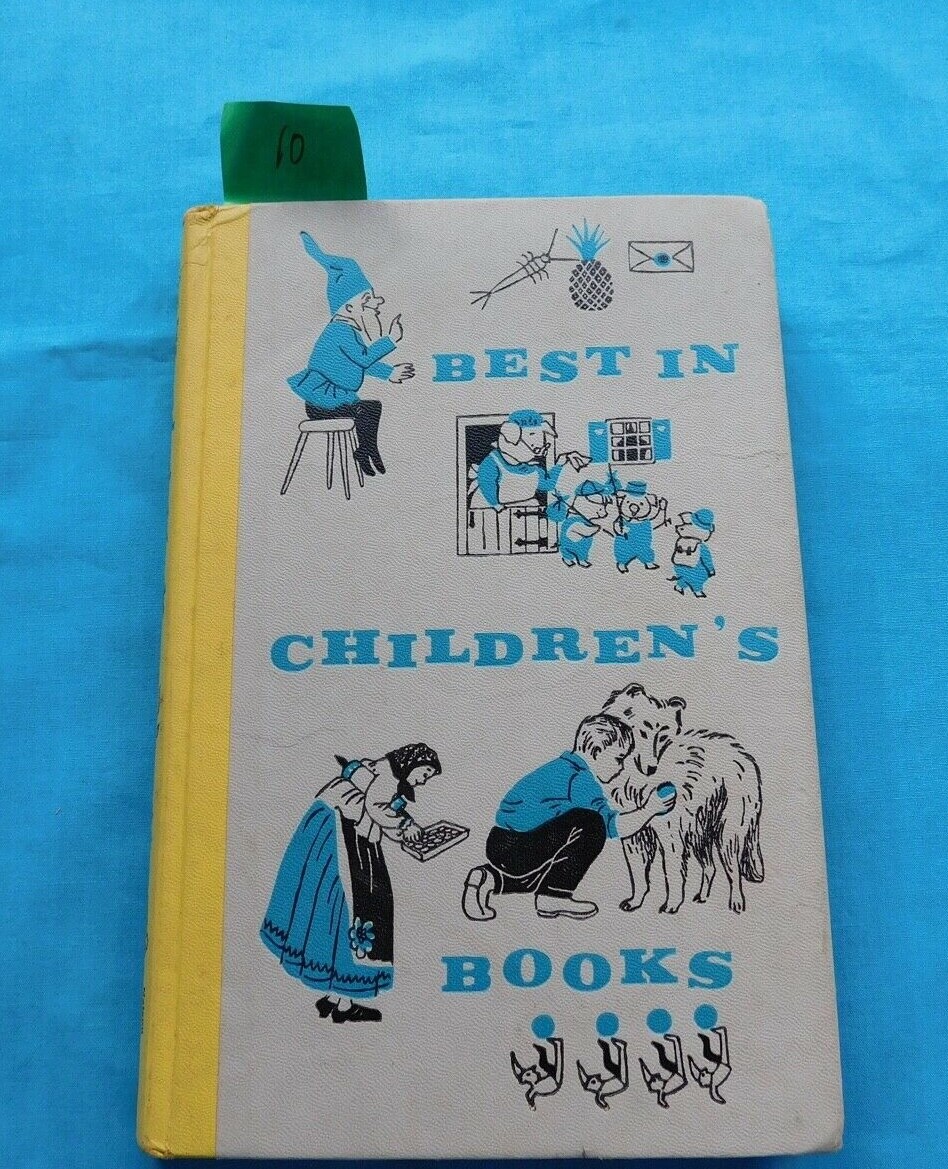 10
BEST IN
CHILDREN'S
BOOKS